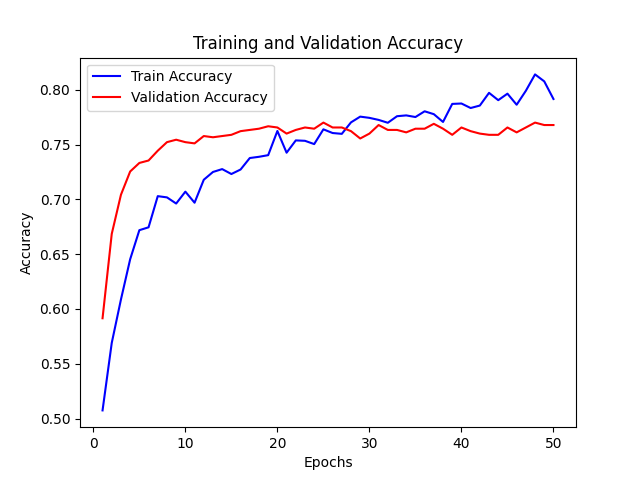 Training and Validation Accuracy
Train Accuracy
Validation Accuracy
0.80
0.75
0.70
0.65
0.60
0.55
0.50
Accuracy
0 10 20 30 40 50
Epochs